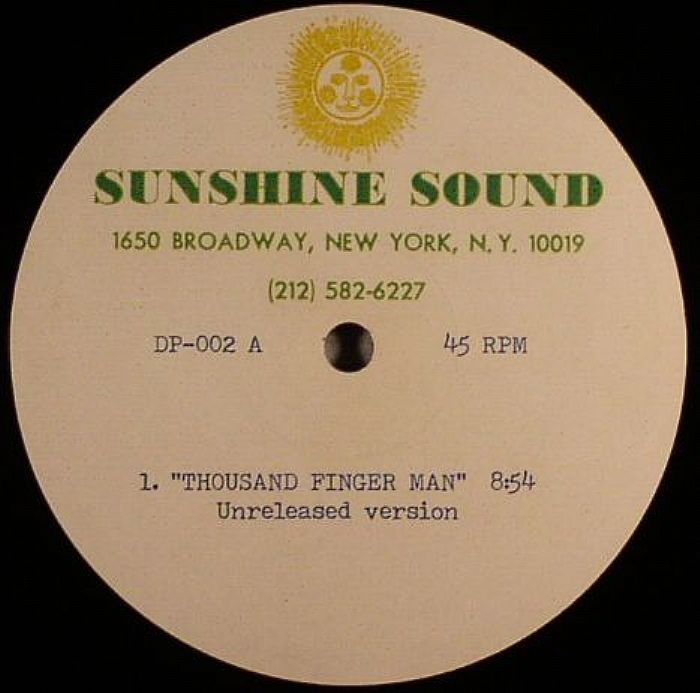 SUNSHINE SOUND
1650 BROADWAY, NEW YORK, N.Y. 10019
(212) 582-6227
DP-002 A 45 RPM
1. "THOUSAND FINGER MAN" 8:54
Unreleased version